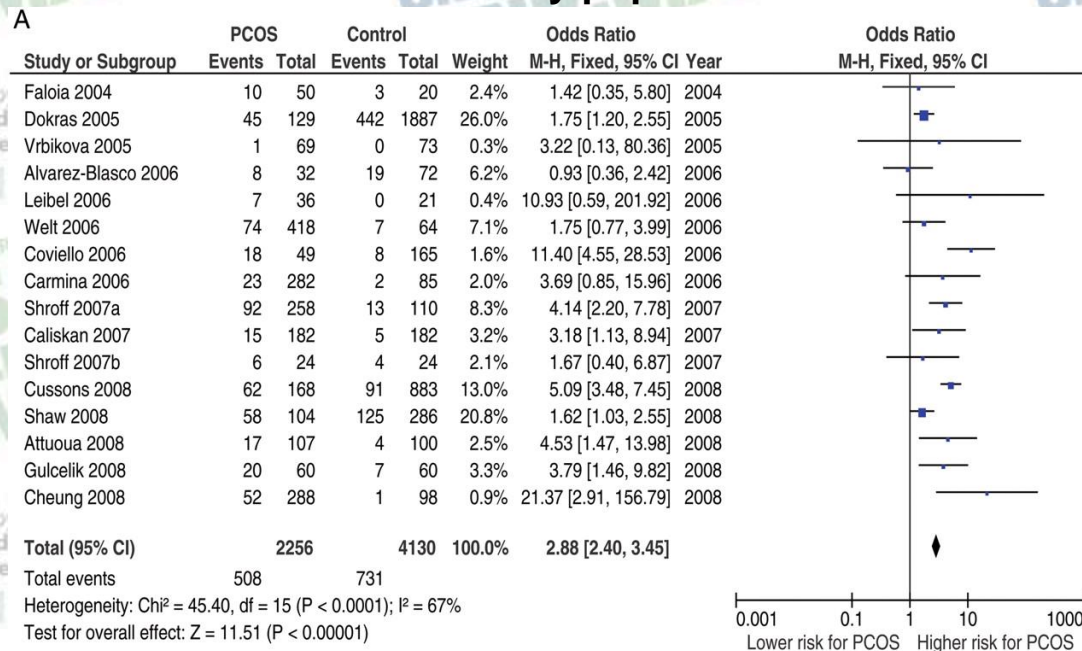 A
PCOS Control Odds Ratio Odds Ratio
Study or Subgroup Events Total Events Total Weight M-H, Fixed, 95% CI Year M-H, Fixed, 95% CI
Faloia 2004 10 50 3 20 2.4% 1.42 [0.35, 5.80] 2004
Dokras 2005 45 129 442 1887 26.0% 1.75 [1.20, 2.55] 2005
Vrbikova 2005 1 69 0 73 0.3% 3.22 [0.13, 80.36] 2005
Alvarez-Blasco 2006 8 32 19 72 6.2% 0.93 [0.36, 2.42] 2006
Leibel 2006 7 36 0 21 0.4% 10.93 [0.59, 201.92] 2006
Welt 2006 74 418 7 64 7.1% 1.75 [0.77, 3.99] 2006
Coviello 2006 18 49 8 165 1.6% 11.40 [4.55, 28.53] 2006
Carmina 2006 23 282 2 85 2.0% 3.69 [0.85, 15.96] 2006
Shroff 2007a 92 258 13 110 8.3% 4.14 [2.20, 7.78] 2007
Caliskan 2007 15 182 5 182 3.2% 3.18 [1.13, 8.94] 2007
Shroff 2007b 6 24 4 24 2.1% 1.67 [0.40, 6.87] 2007
Cussons 2008 62 168 91 883 13.0% 5.09 [3.48, 7.45] 2008
Shaw 2008 58 104 125 286 20.8% 1.62 [1.03, 2.55] 2008
Attuoua 2008 17 107 4 100 2.5% 4.53 [1.47, 13.98] 2008
Gulcelik 2008 20 60 7 60 3.3% 3.79 [1.46, 9.82] 2008
Cheung 2008 52 288 1 98 0.9% 21.37 [2.91, 156.79] 2008
Total (95% CI) 2256 4130 100.0% 2.88 [2.40, 3.45]
Total events 508 731
Heterogeneity: Chi² = 45.40, df = 15 (P < 0.0001); I² = 67%
Test for overall effect: Z = 11.51 (P < 0.00001)
0.001 0.1 1 10 1000
Lower risk for PCOS Higher risk for PCOS